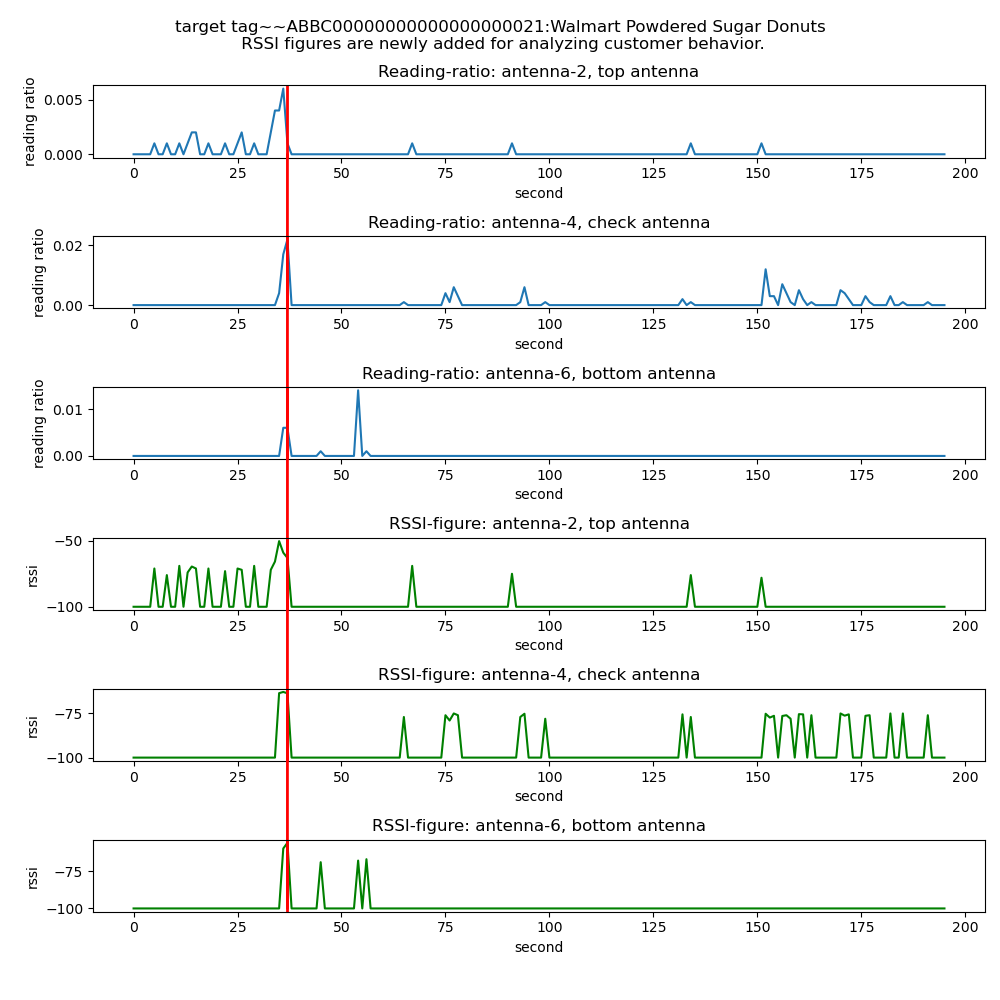 target tag~~ABBC00000000000000000021:Walmart Powdered Sugar Donuts
RSSI figures are newly added for analyzing customer behavior.
Reading-ratio: antenna-2, top antenna
reading ratio
0.005
0.000
0 25 50 75 100 125 150 175 200
second
Reading-ratio: antenna-4, check antenna
reading ratio
0.02
0.00
0 25 50 75 100 125 150 175 200
second
Reading-ratio: antenna-6, bottom antenna
reading ratio
0.01
0.00
0 25 50 75 100 125 150 175 200
second
RSSI-figure: antenna-2, top antenna
rssi
−50
−100
0 25 50 75 100 125 150 175 200
second
RSSI-figure: antenna-4, check antenna
rssi
−75
−100
0 25 50 75 100 125 150 175 200
second
RSSI-figure: antenna-6, bottom antenna
rssi
−75
−100
0 25 50 75 100 125 150 175 200
second